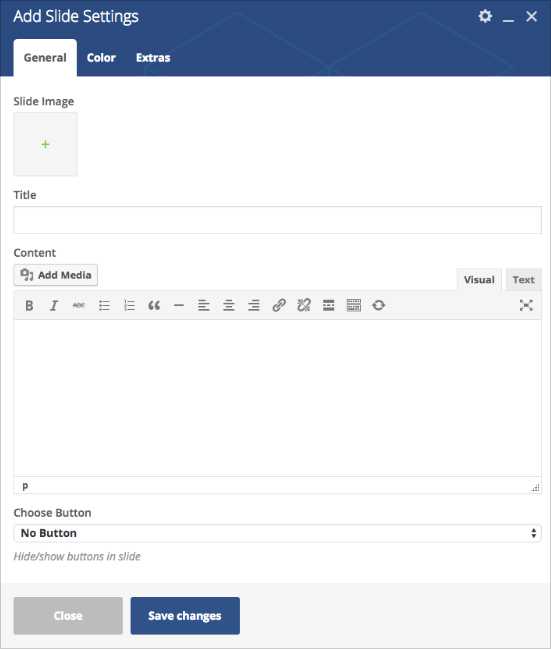 Add Slide Settings
General Color Extras
Slide Image
+
Title
Content
Add Media
Visual Text
B I ABC
p
Choose Button
No Button
Hide/show buttons in slide
Close Save changes